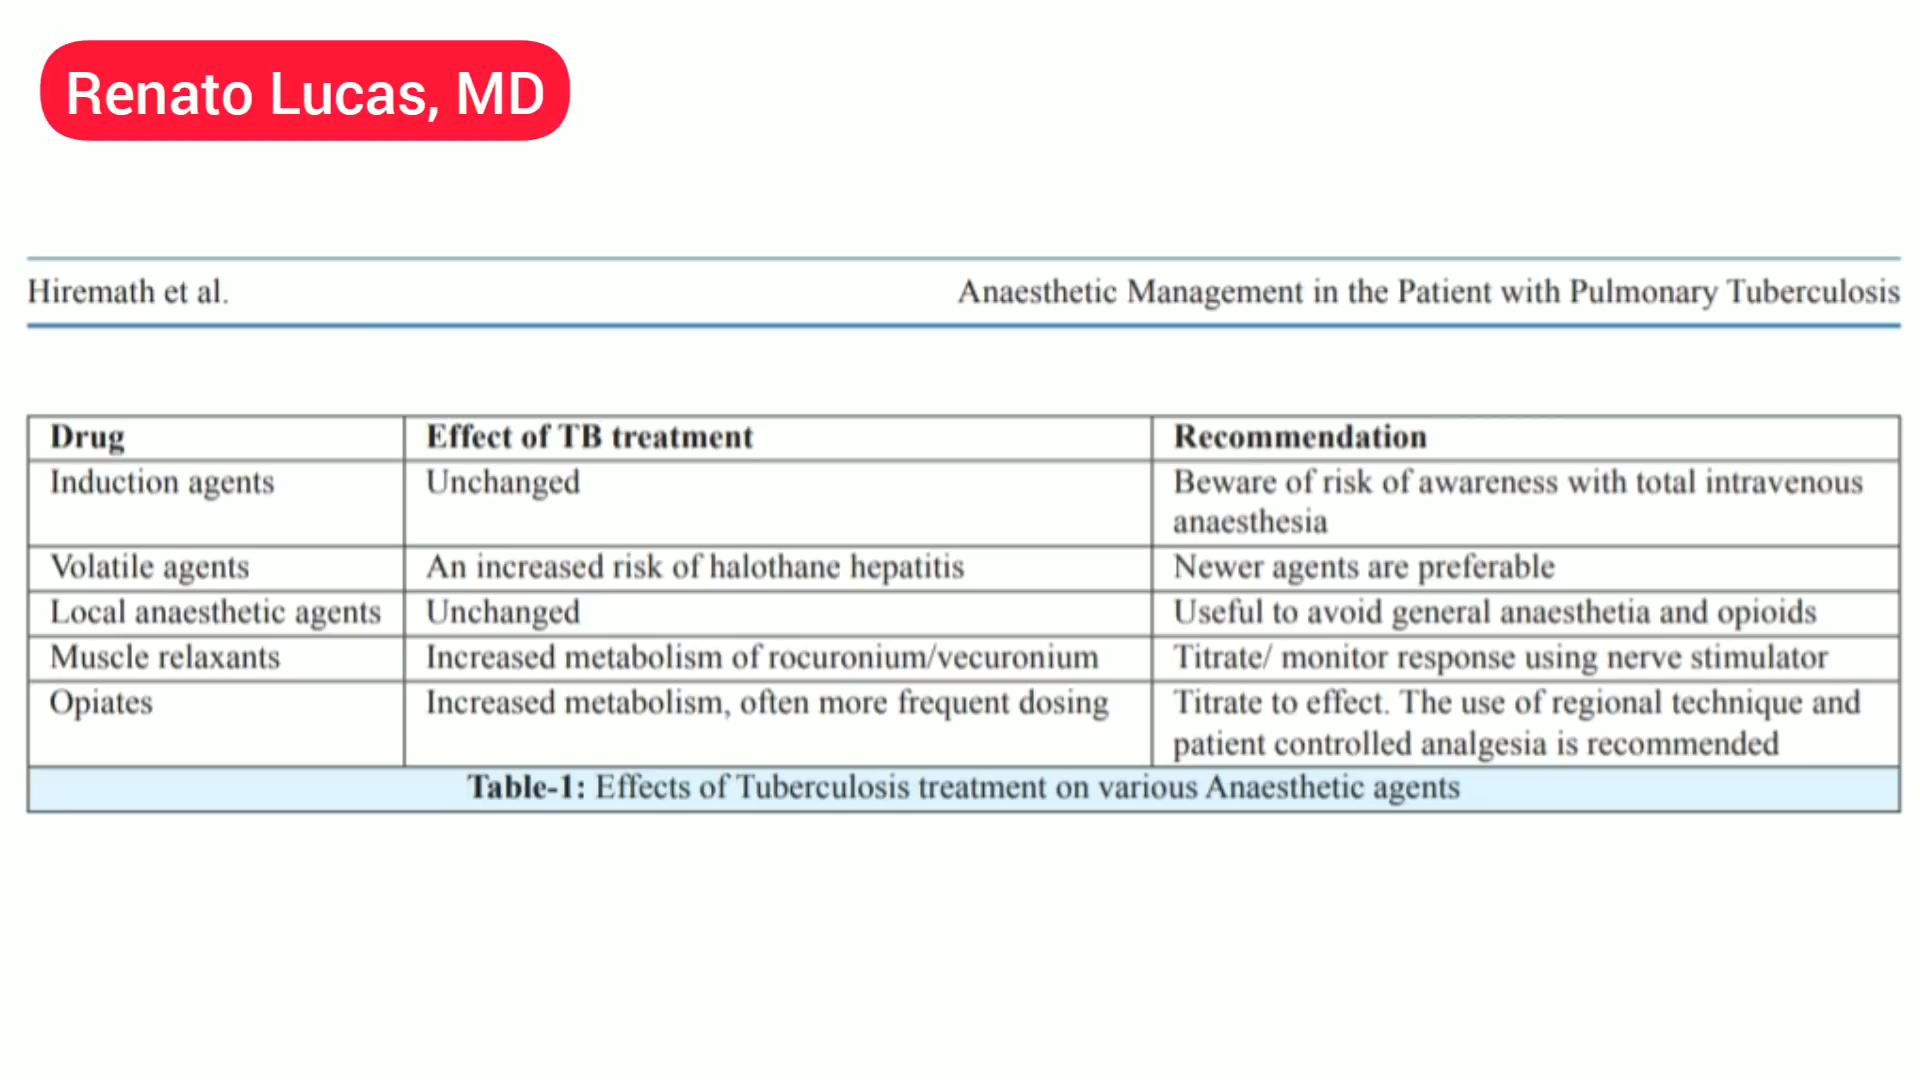 Renato Lucas, MD
Hiremath et al.
Anaesthetic Management in the Patient with Pulmonary Tuberculosis
Drug Effect of TB treatment Recommendation
Induction agents Unchanged Beware of risk of awareness with total intravenous
anaesthesia
Volatile agents An increased risk of halothane hepatitis Newer agents are preferable
Local anaesthetic agents Unchanged Useful to avoid general anaesthetia and opioids
Muscle relaxants Increased metabolism of rocuronium/vecuronium Titrate/ monitor response using nerve stimulator
Opiates Increased metabolism, often more frequent dosing Titrate to effect. The use of regional technique and
patient controlled analgesia is recommended
Table-1: Effects of Tuberculosis treatment on various Anaesthetic agents